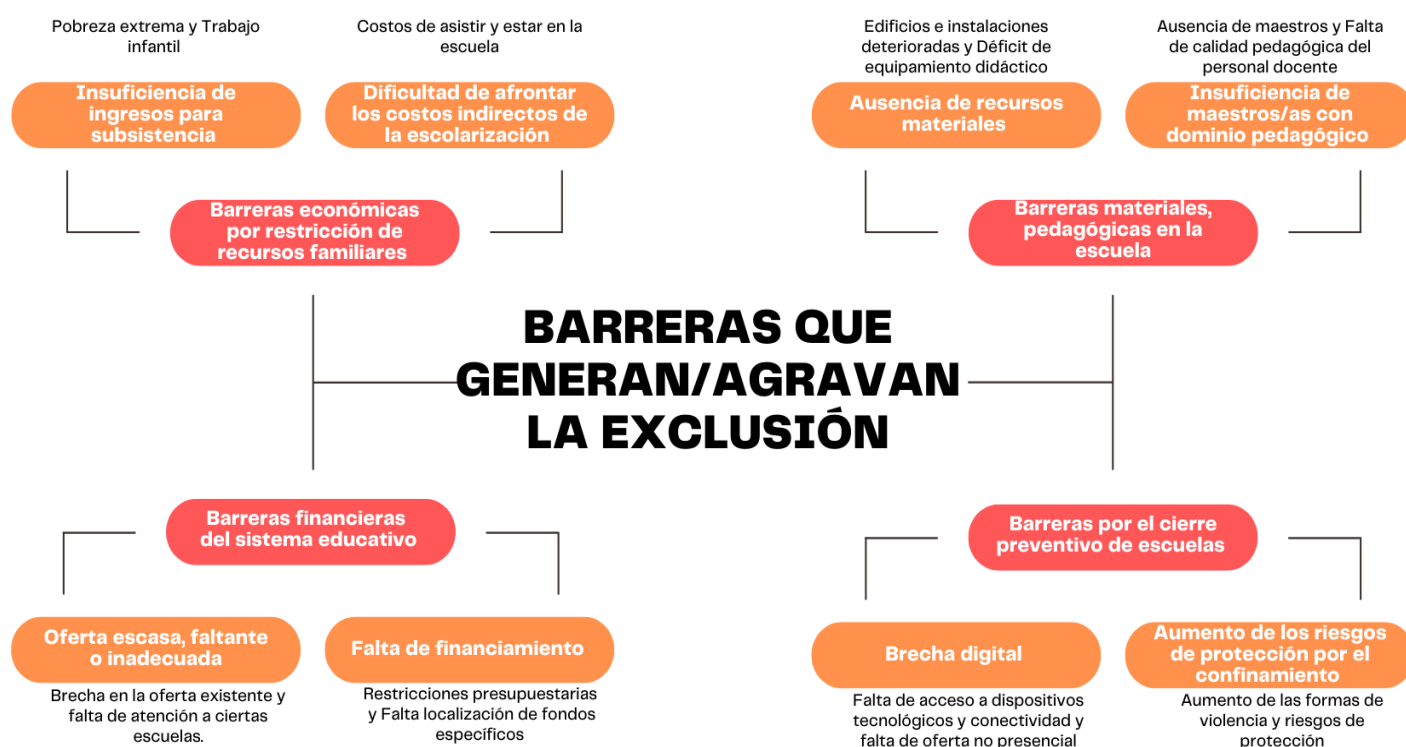 Pobreza extrema y Trabajo
infantil
Insuficiencia de
ingresos para
subsistencia
Costos de asistir y estar en la
escuela
Dificultad de afrontar
los costos indirectos de
la escolarización
Barreras económicas
por restricción de
recursos familiares
Edificios e instalaciones
deterioradas y Déficit de
equipamiento didáctico
Ausencia de recursos
materiales
Ausencia de maestros y Falta
de calidad pedagógica del
personal docente
Insuficiencia de
maestros/as con
dominio pedagógico
Barreras materiales,
pedagógicas en la
escuela
BARRERAS QUE
GENERAN/AGRAVAN
LA EXCLUSIÓN
Barreras financieras
del sistema educativo
Oferta escasa, faltante
o inadecuada
Brecha en la oferta existente y
falta de atención a ciertas
escuelas.
Falta de financiamiento
Restricciones presupuestarias
y Falta localización de fondos
específicos
Barreras por el cierre
preventivo de escuelas
Brecha digital
Falta de acceso a dispositivos
tecnológicos y conectividad y
falta de oferta no presencial
Aumento de los riesgos
de protección por el
confinamiento
Aumento de las formas de
violencia y riesgos de
protección